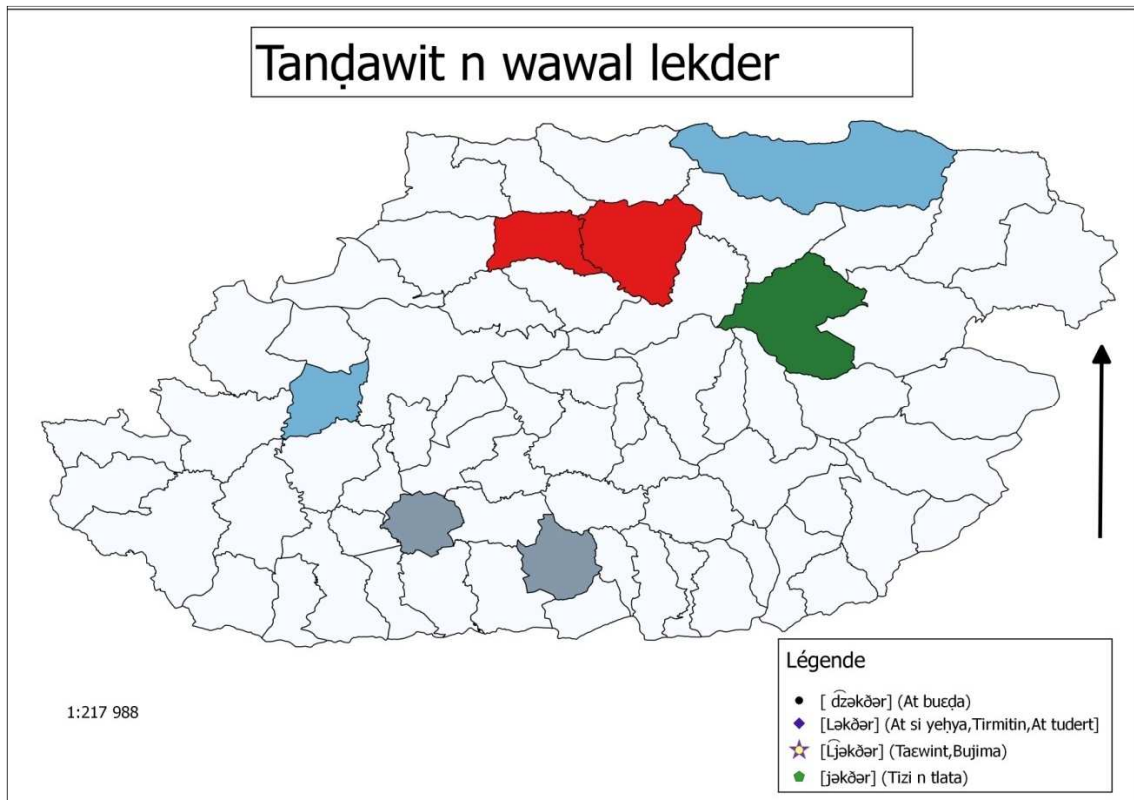 Tanḍawit n wawal lekder
1:217 988
Légende
[ d͡zəkðər] (At buɛḍa)
[Ləkðər] (At si yeḥya,Tirmitin,At tudert]
[L͡jəkðər] (Taɛwint,Bujima)
[jəkðər] (Tizi n tlata)